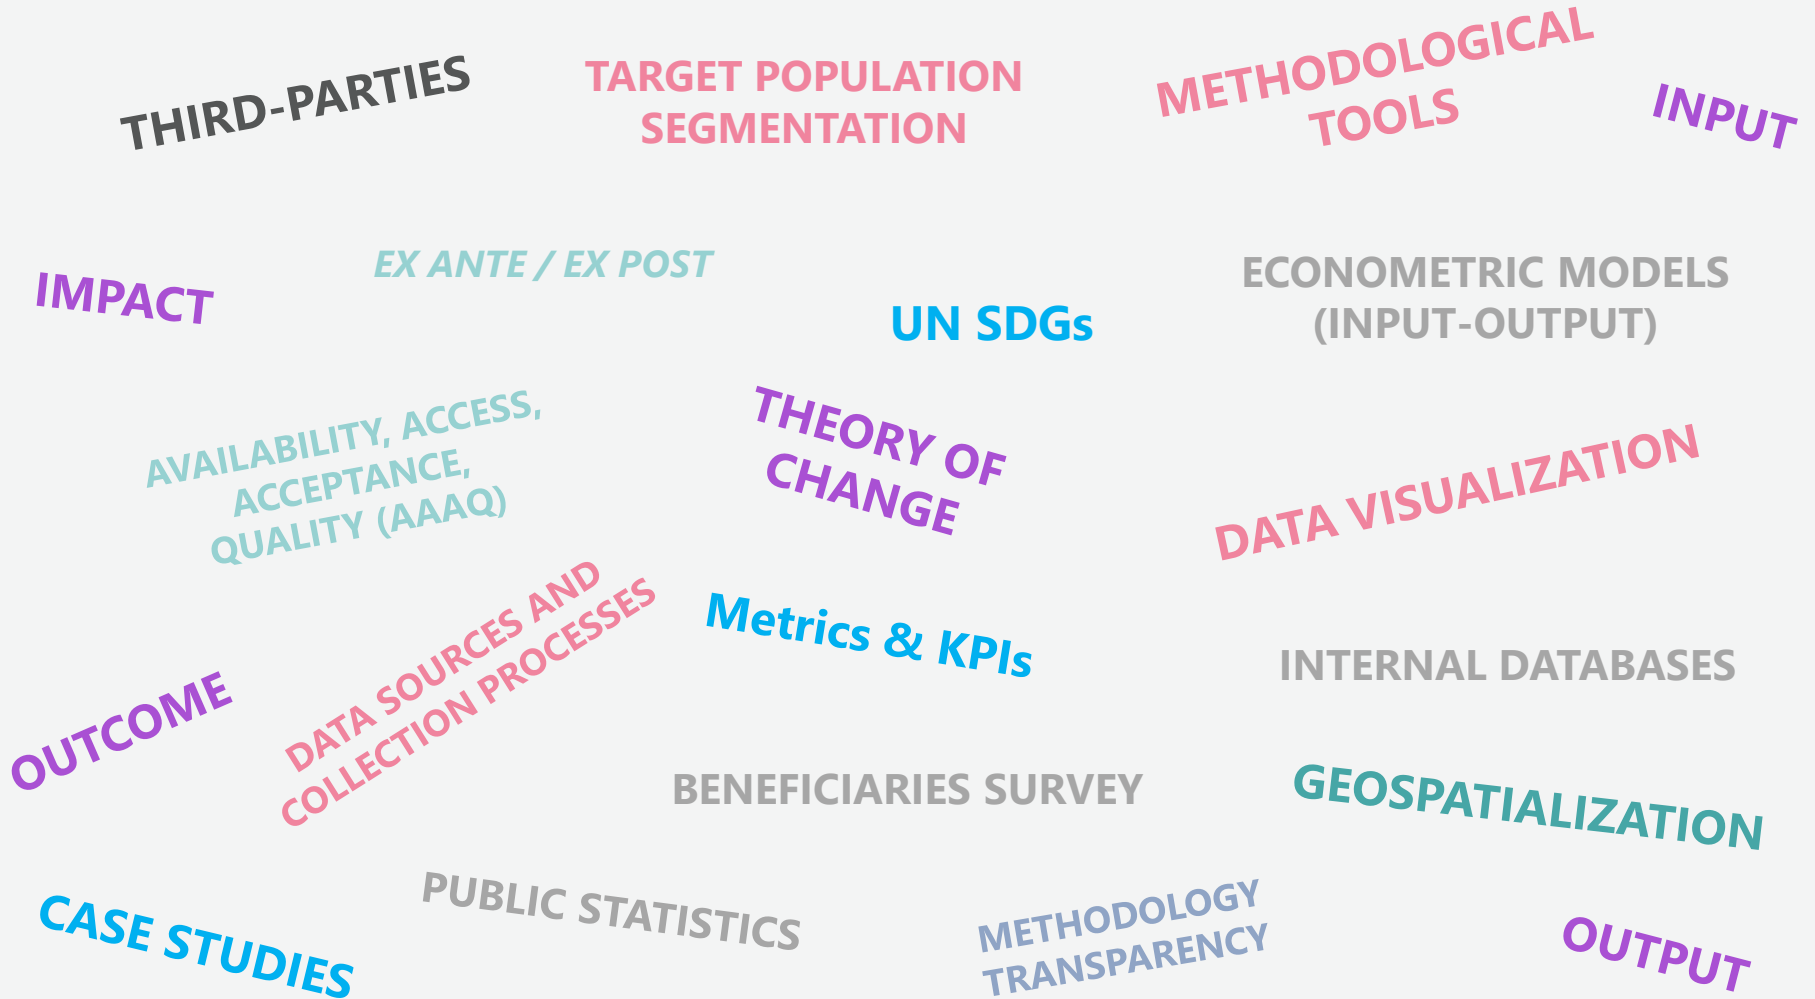 THIRD-PARTIES
TARGET POPULATION
SEGMENTATION
METHODOLOGICAL
TOOLS
INPUT
IMPACT
EX ANTE / EX POST
UN SDGs
ECONOMETRIC MODELS
(INPUT-OUTPUT)
AVAILABILITY, ACCESS,
ACCEPTANCE,
QUALITY (AAAQ)
THEORY OF
CHANGE
DATA VISUALIZATION
DATA SOURCES AND
COLLECTION PROCESSES
Metrics & KPIs
INTERNAL DATABASES
OUTCOME
BENEFICIARIES SURVEY
GEOSPATIALIZATION
CASE STUDIES
PUBLIC STATISTICS
METHODOLOGY
TRANSPARENCY
OUTPUT